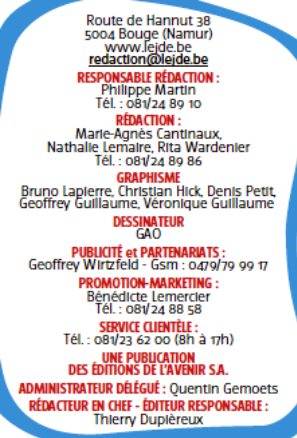 Route de Hannut 38
5004 Bouge (Namur)
www.lejde.be
redaction@lejde.be
RESPONSABLE RÉDACTION :
Philippe Martin
Tél. : 081/24 89 10
RÉDACTION :
Marie-Agnès Cantinaux,
Nathalie Lemaire, Rita Wardenier
Tél. : 081/24 89 86
GRAPHISME
Bruno Lapierre, Christian Hick, Denis Petit,
Geoffrey Guillaume, Véronique Guillaume
DESSINATEUR
GAO
PUBLICITÉ et PARTENARIATS :
Geoffrey Wirtzfeld - Gsm : 0479/79 99 17
PROMOTION-MARKETING :
Bénédicte Lemercier
Tél. : 081/24 88 58
SERVICE CLIENTÈLE :
Tél. : 081/23 62 00 (8h à 17h)
UNE PUBLICATION
DES ÉDITIONS DE L'AVENIR S.A.
ADMINISTRATEUR DÉLÉGUÉ : Quentin Gemoets
RÉDACTEUR EN CHEF - ÉDITEUR RESPONSABLE :
Thierry Dupièreux